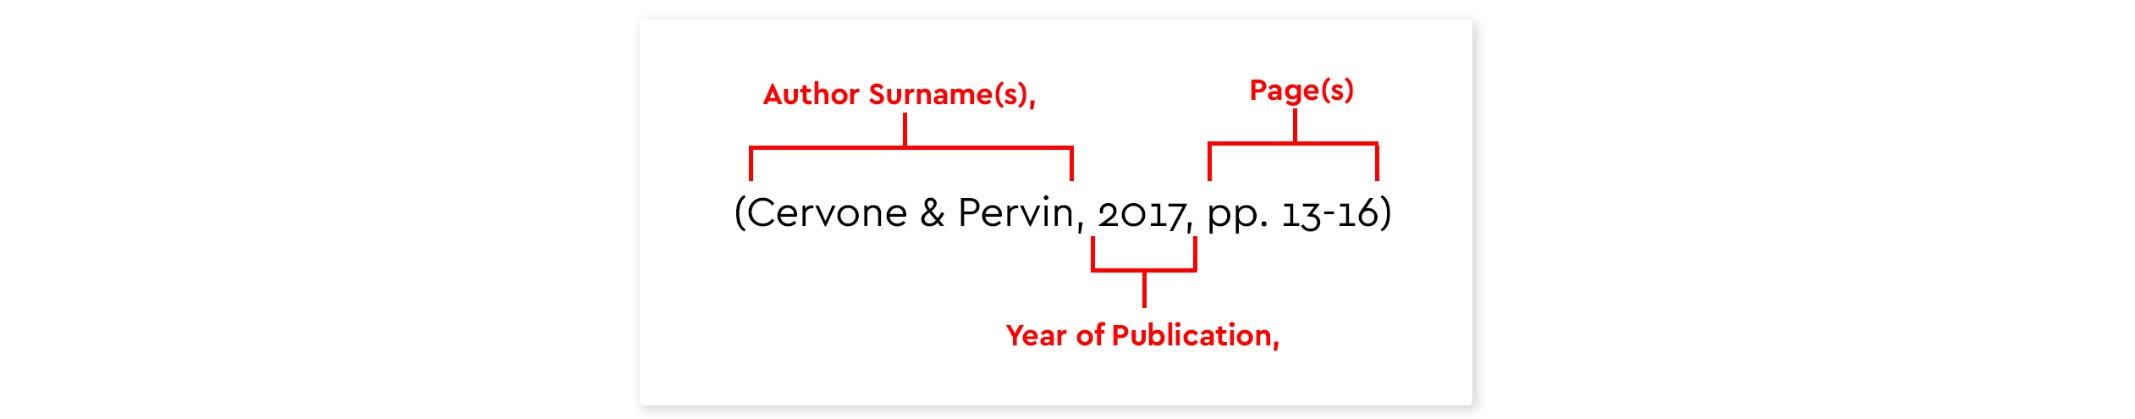 Author Surname(s),
Page(s)
(Cervone & Pervin, 2017, pp. 13-16)
Year of Publication,